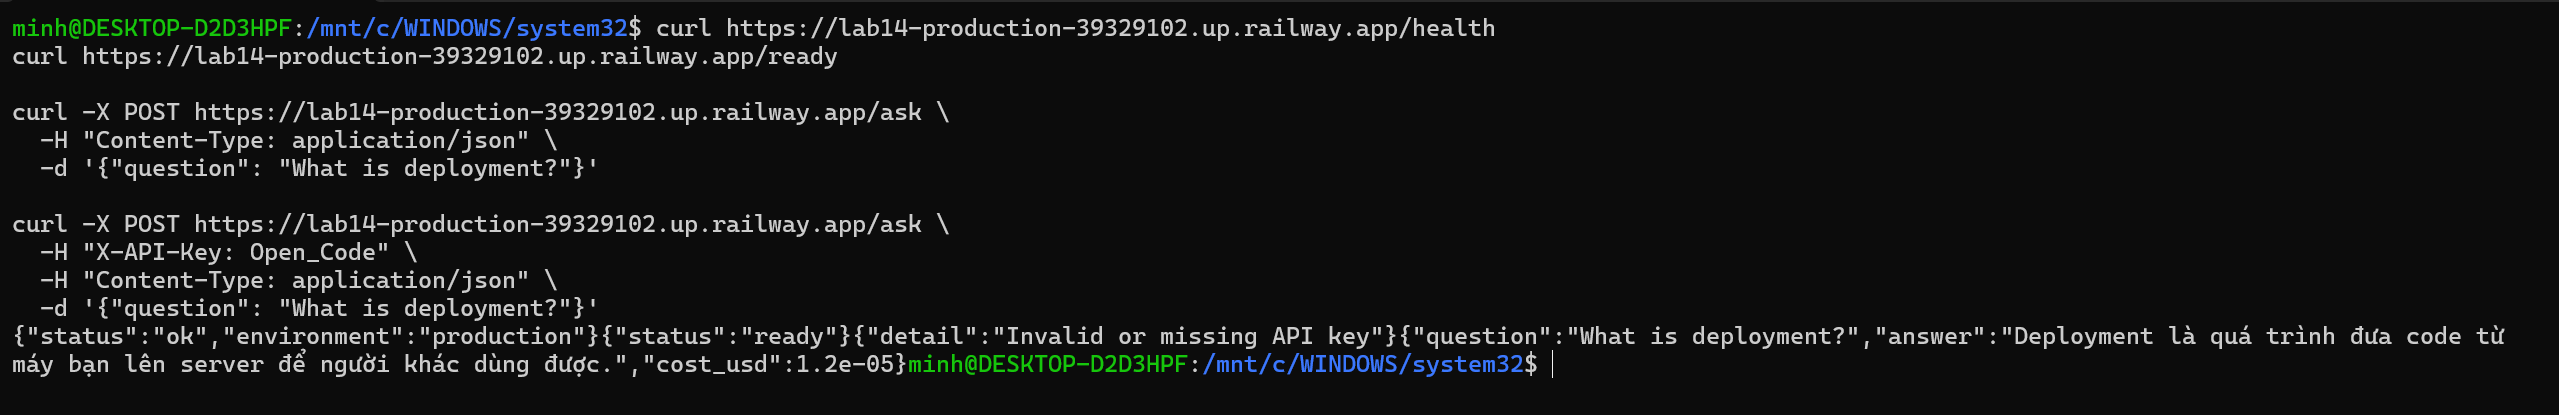 minh@DESKTOP-D2D3HPF:/mnt/c/WINDOWS/system32$ curl https://lab14-production-39329102.up.railway.app/health
curl https://lab14-production-39329102.up.railway.app/ready

curl -X POST https://lab14-production-39329102.up.railway.app/ask \
  -H "Content-Type: application/json" \
  -d '{"question": "What is deployment?"}'

curl -X POST https://lab14-production-39329102.up.railway.app/ask \
  -H "X-API-Key: Open_Code" \
  -H "Content-Type: application/json" \
  -d '{"question": "What is deployment?"}'
{"status":"ok","environment":"production"}{"status":"ready"}{"detail":"Invalid or missing API key"}{"question":"What is deployment?","answer":"Deployment là quá trình đưa code từ
máy bạn lên server để người khác dùng được.","cost_usd":1.2e-05}minh@DESKTOP-D2D3HPF:/mnt/c/WINDOWS/system32$